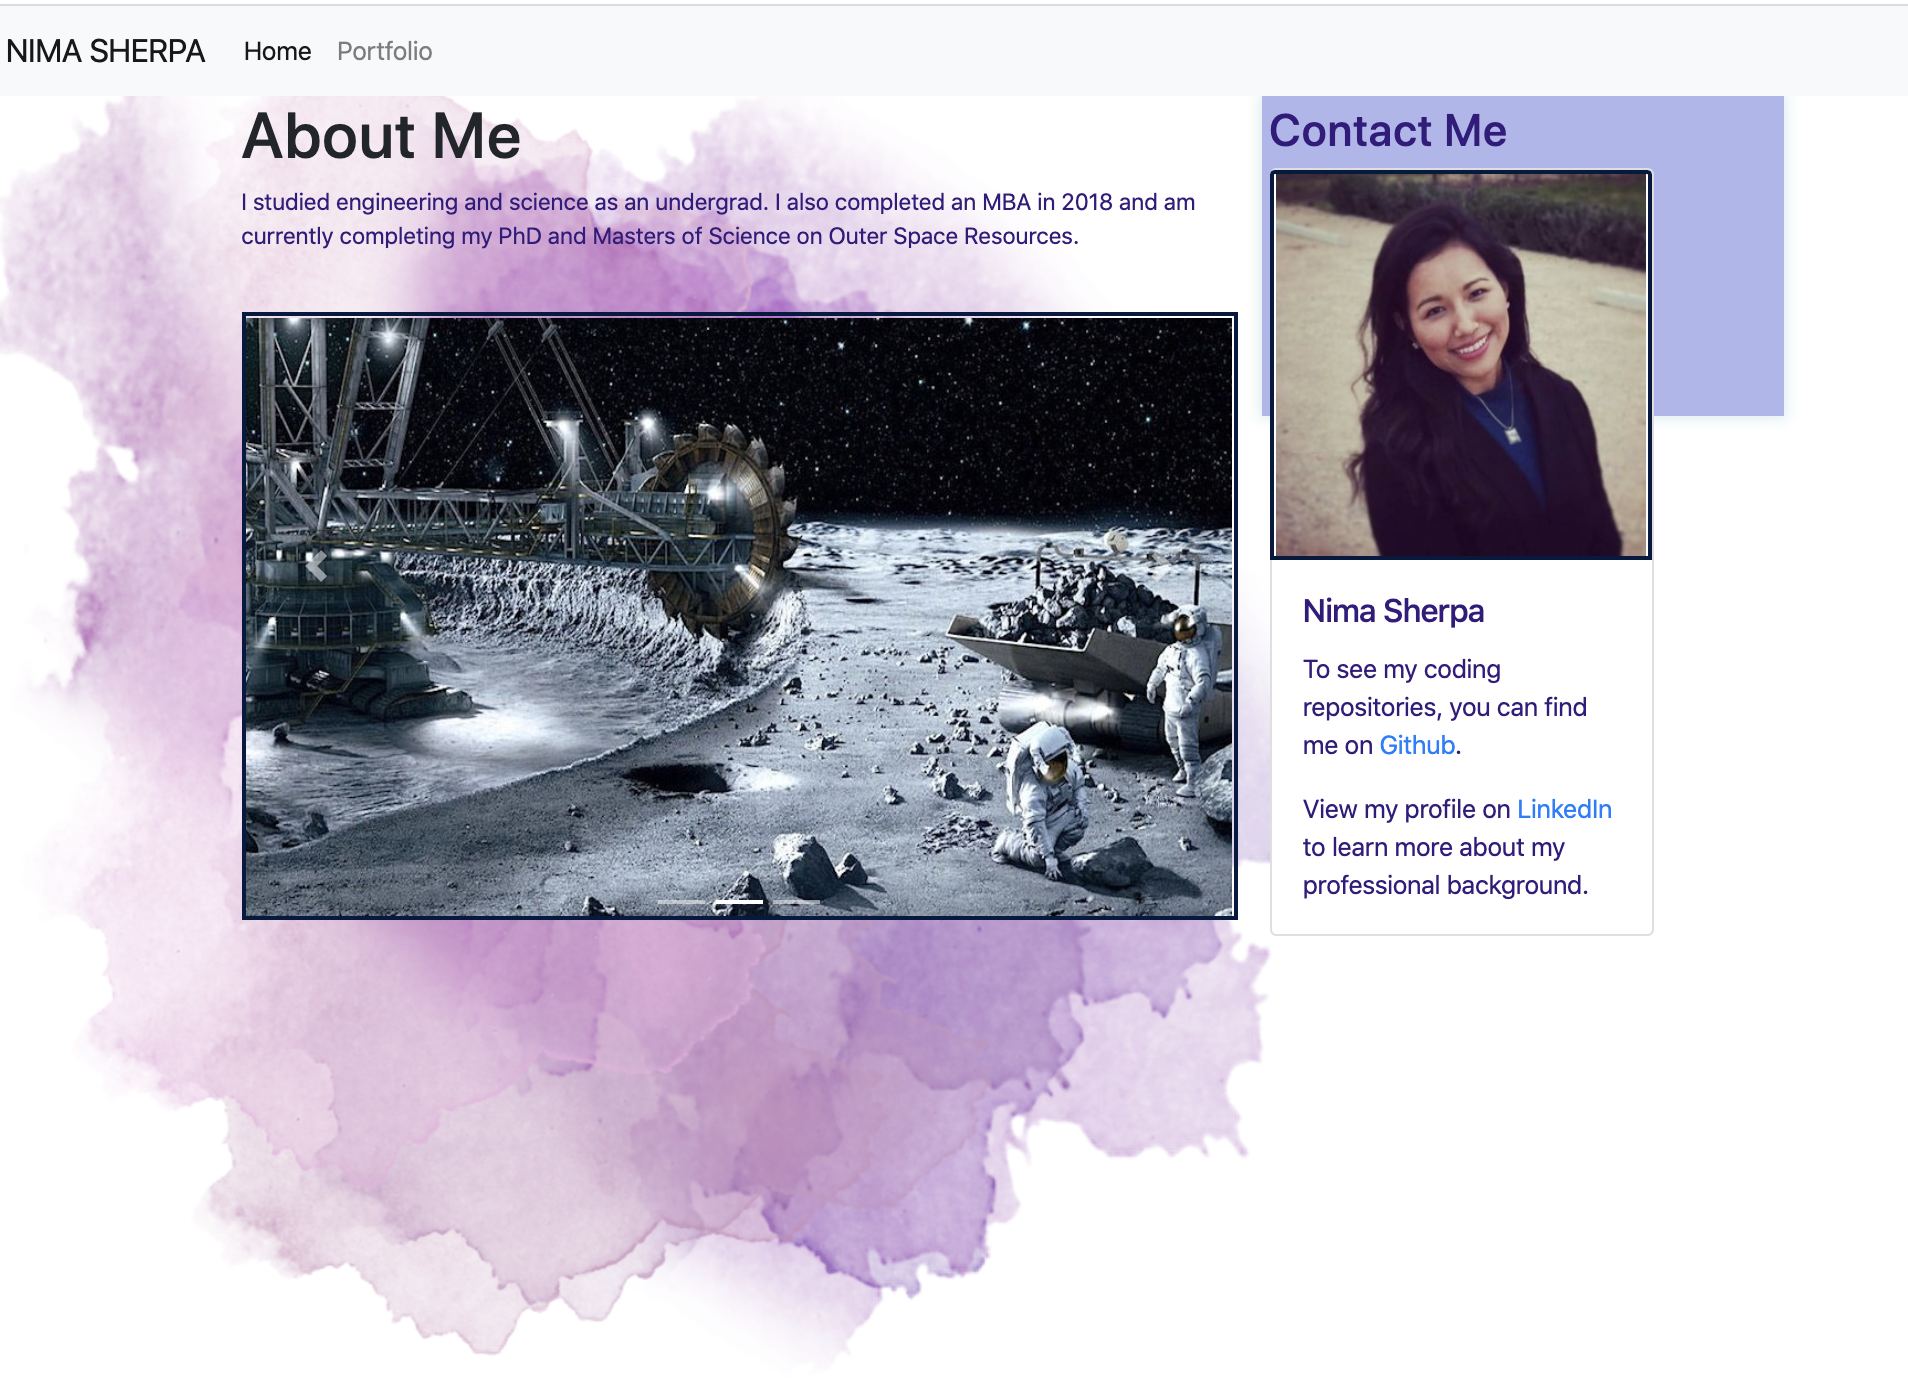 NIMA SHERPA Home Portfolio
About Me
I studied engineering and science as an undergrad. I also completed an MBA in 2018 and am
currently completing my PhD and Masters of Science on Outer Space Resources.
Contact Me
Nima Sherpa
To see my coding
repositories, you can find
me on Github.
View my profile on LinkedIn
to learn more about my
professional background.